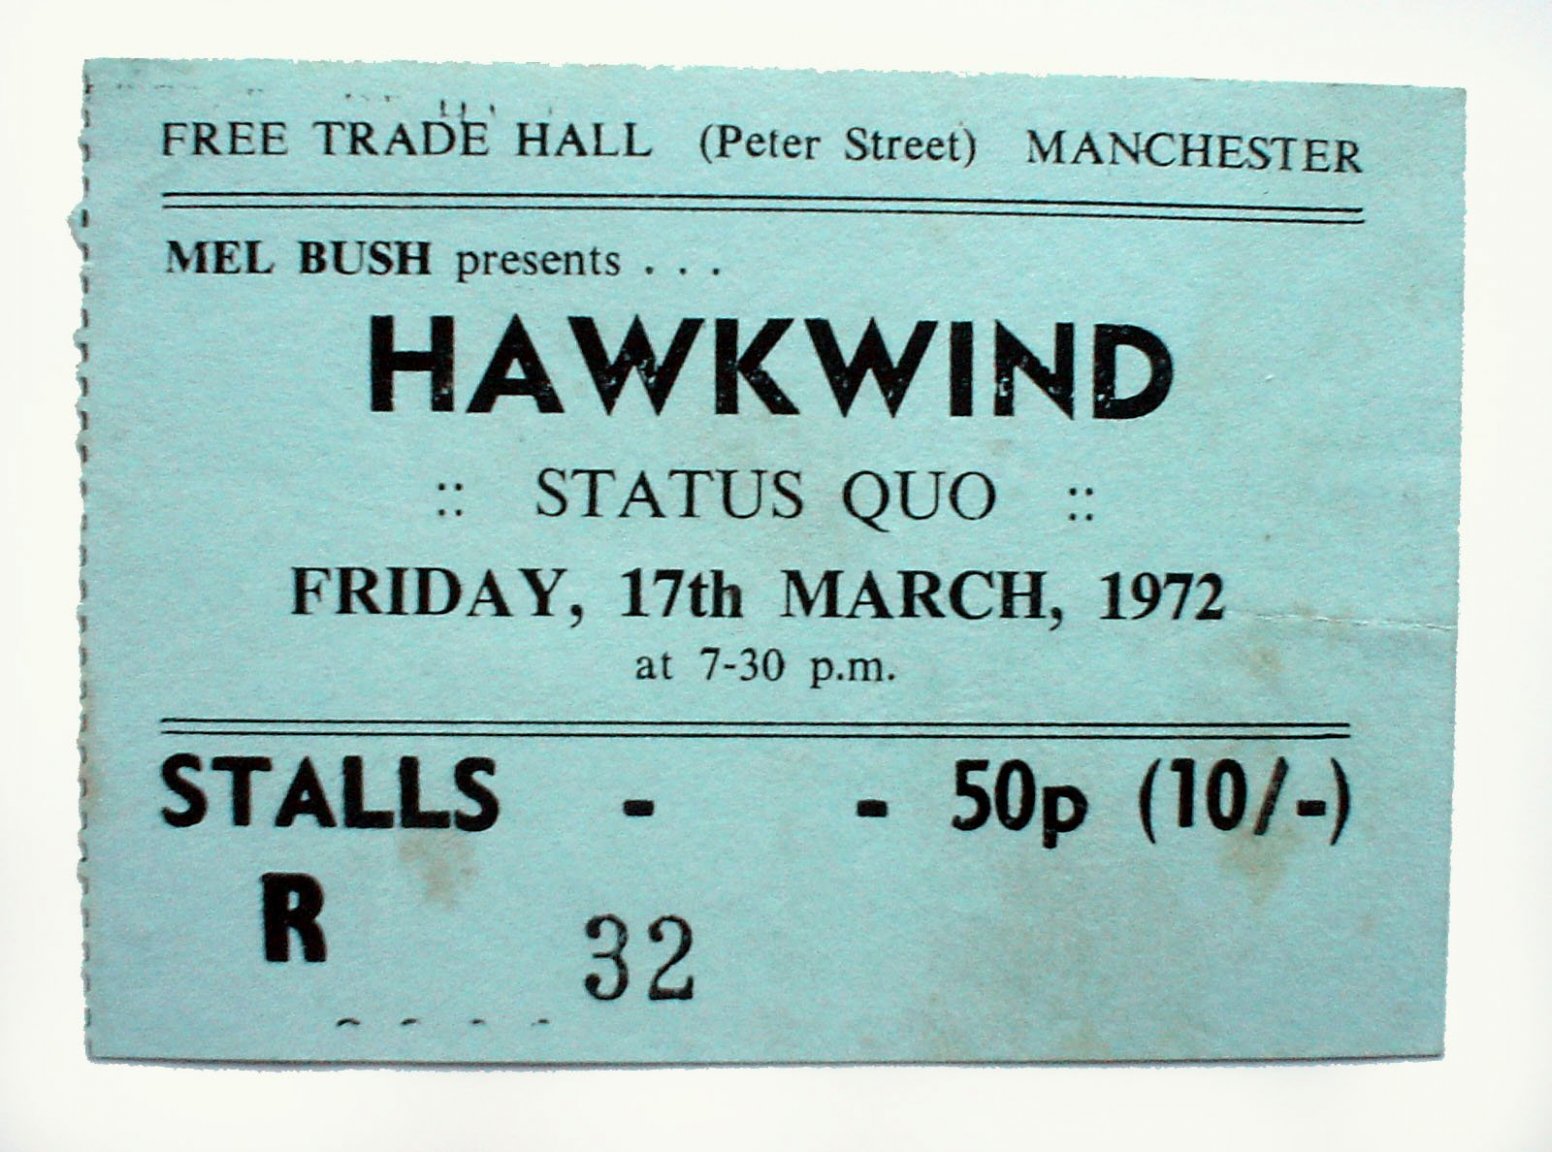 FREE TRADE HALL (Peter Street) MANCHESTER
MEL BUSH presents . . .
HAWKWIND
:: STATUS QUO ::
FRIDAY, 17th MARCH, 1972
at 7-30 p.m.
STALLS - - 50p (10/-)
R 32